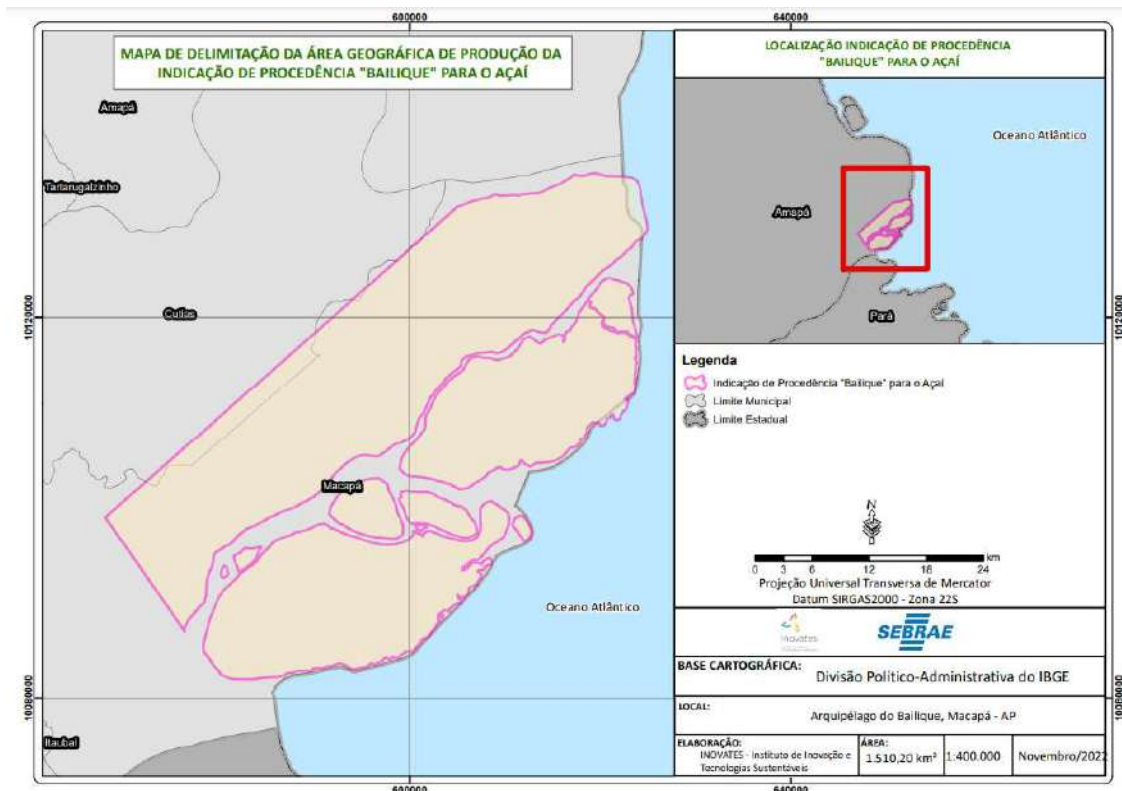 600000
640000
MAPA DE DELIMITAÇÃO DA ÁREA GEOGRÁFICA DE PRODUÇÃO DA
INDICAÇÃO DE PROCEDÊNCIA "BAILIQUE" PARA O AÇAÍ
Amapá
Tartarugalzinho
Cutias
Macapá
Oceano Atlântico
Itaubal
10120000
10080000
LOCALIZAÇÃO INDICAÇÃO DE PROCEDÊNCIA
"BAILIQUE" PARA O AÇAÍ
Oceano Atlântico
Amapá
Pará
10120000
Legenda
Indicação de Procedência "Bailique" para o Açaí
Limite Municipal
Limite Estadual
N
km
0 3 6 12 18 24
Projeção Universal Transversa de Mercator
Datum SIRGAS2000 - Zona 22S
inovates
SEBRAE
BASE CARTOGRÁFICA:
Divisão Político-Administrativa do IBGE
10080000
LOCAL:
Arquipélago do Bailique, Macapá - AP
ELABORAÇÃO:
INOVATES - Instituto de Inovação e
Tecnologias Sustentáveis
ÁREA:
1.510,20 km²
1:400.000
Novembro/2022
600000
640000